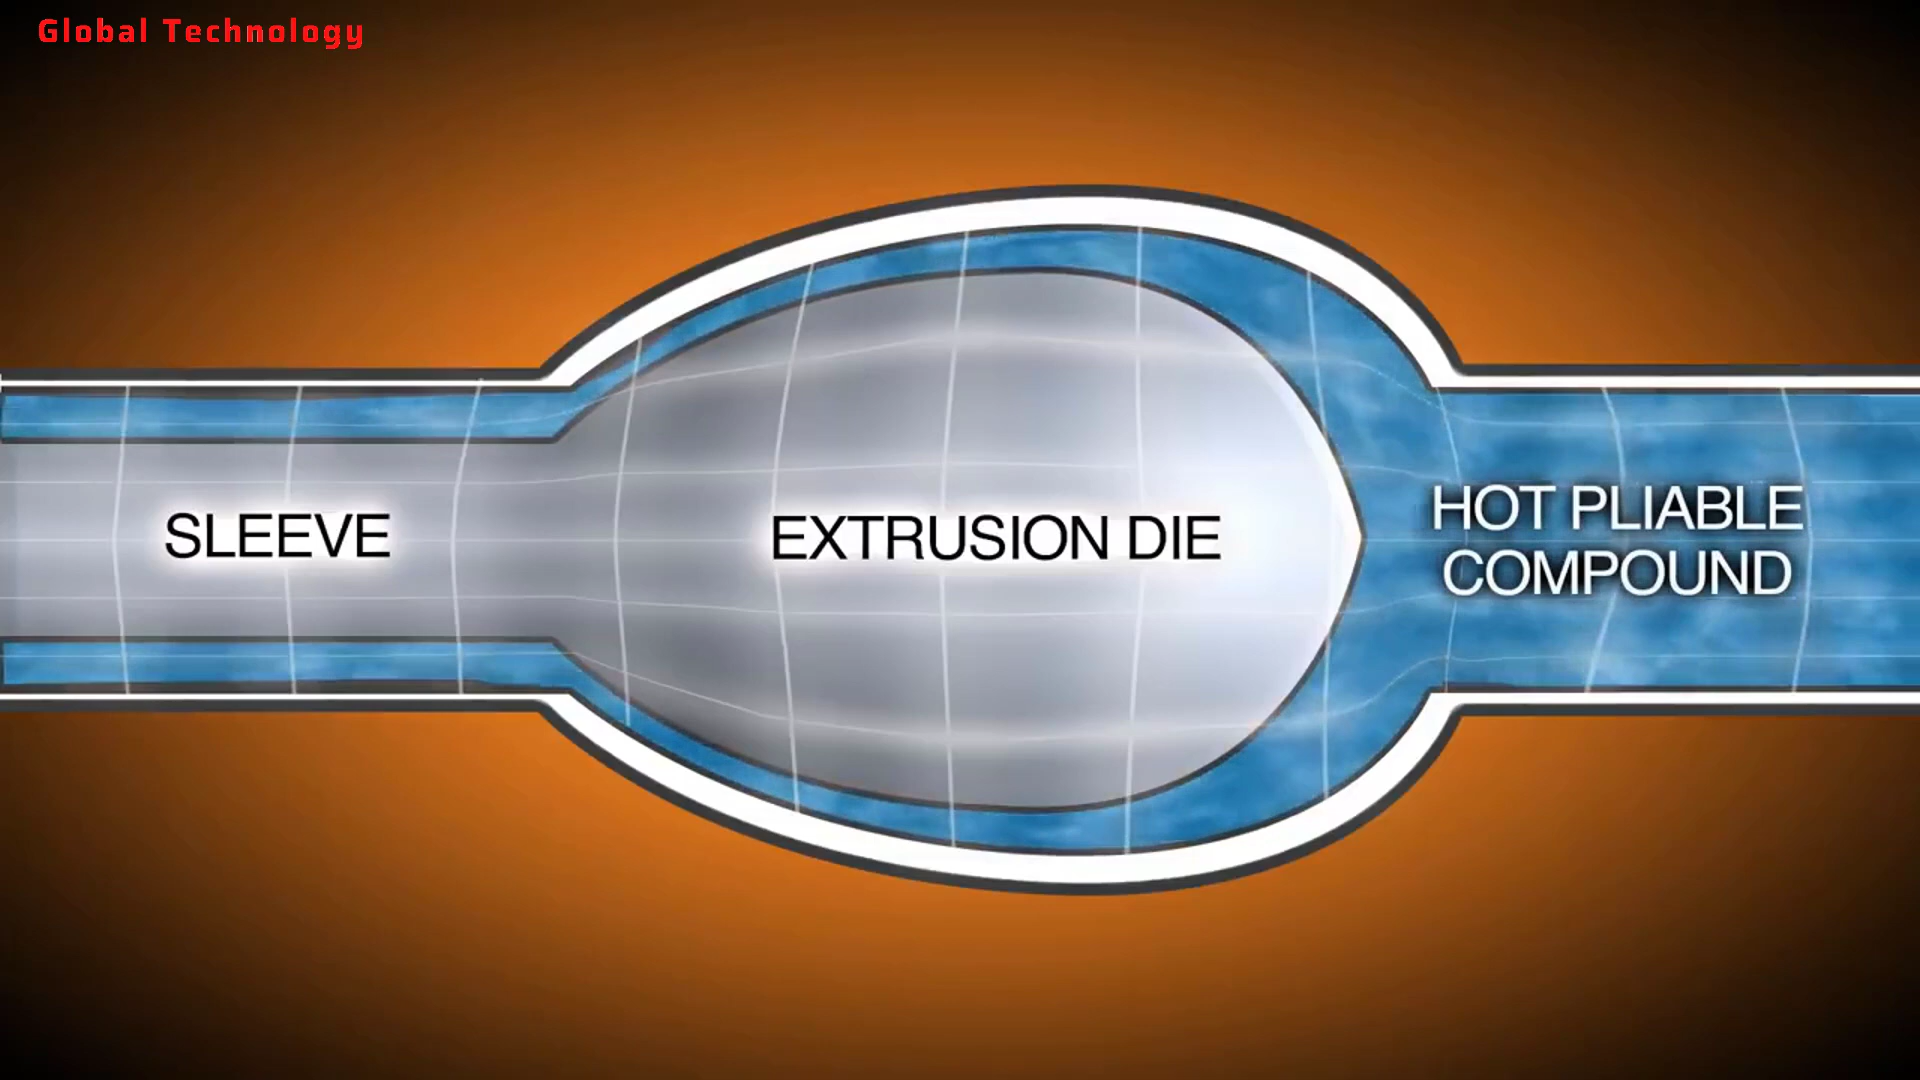 Global Technology
SLEEVE
EXTRUSION DIE
HOT PLIABLE
COMPOUND